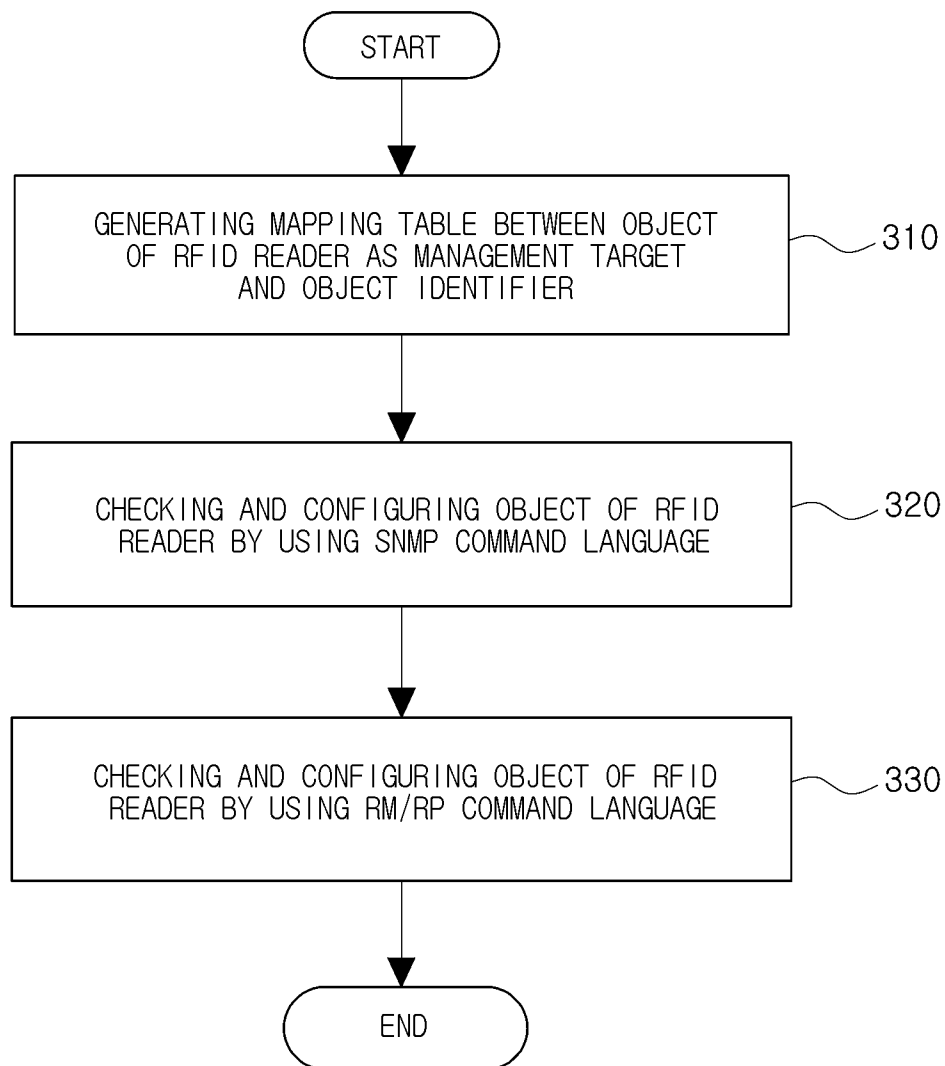 START
GENERATING MAPPING TABLE BETWEEN OBJECT
OF RFID READER AS MANAGEMENT TARGET
AND OBJECT IDENTIFIER
310
CHECKING AND CONFIGURING OBJECT OF RFID
READER BY USING SNMP COMMAND LANGUAGE
320
CHECKING AND CONFIGURING OBJECT OF RFID
READER BY USING RM/RP COMMAND LANGUAGE
330
END